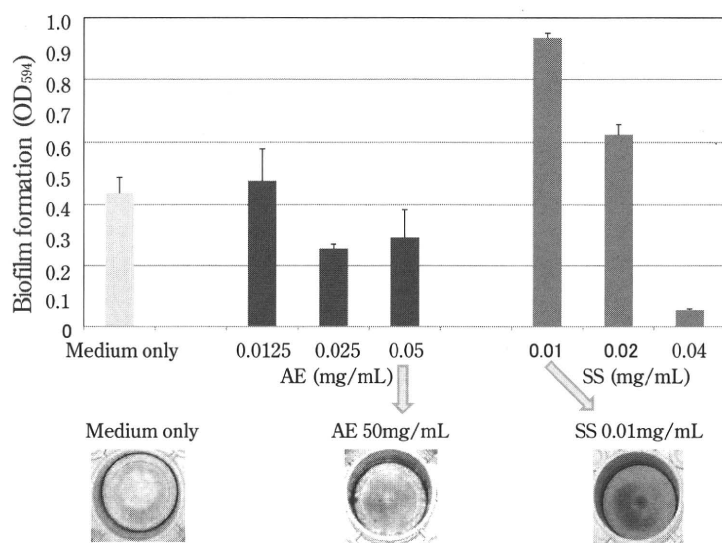 Biofilm formation (OD594)
1.0
0.9
0.8
0.7
0.6
0.5
0.4
0.3
0.2
0.1
0
Medium only 0.0125 0.025 0.05 0.01 0.02 0.04
AE (mg/mL) SS (mg/mL)
Medium only AE 50mg/mL SS 0.01mg/mL